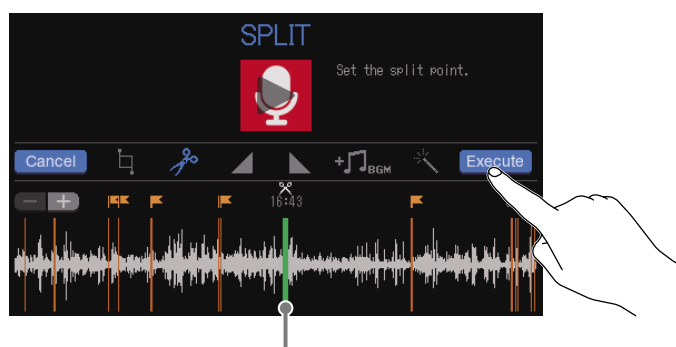 SPLIT
Set the split point.
Cancel
+ BGM
Execute
− +
16:43